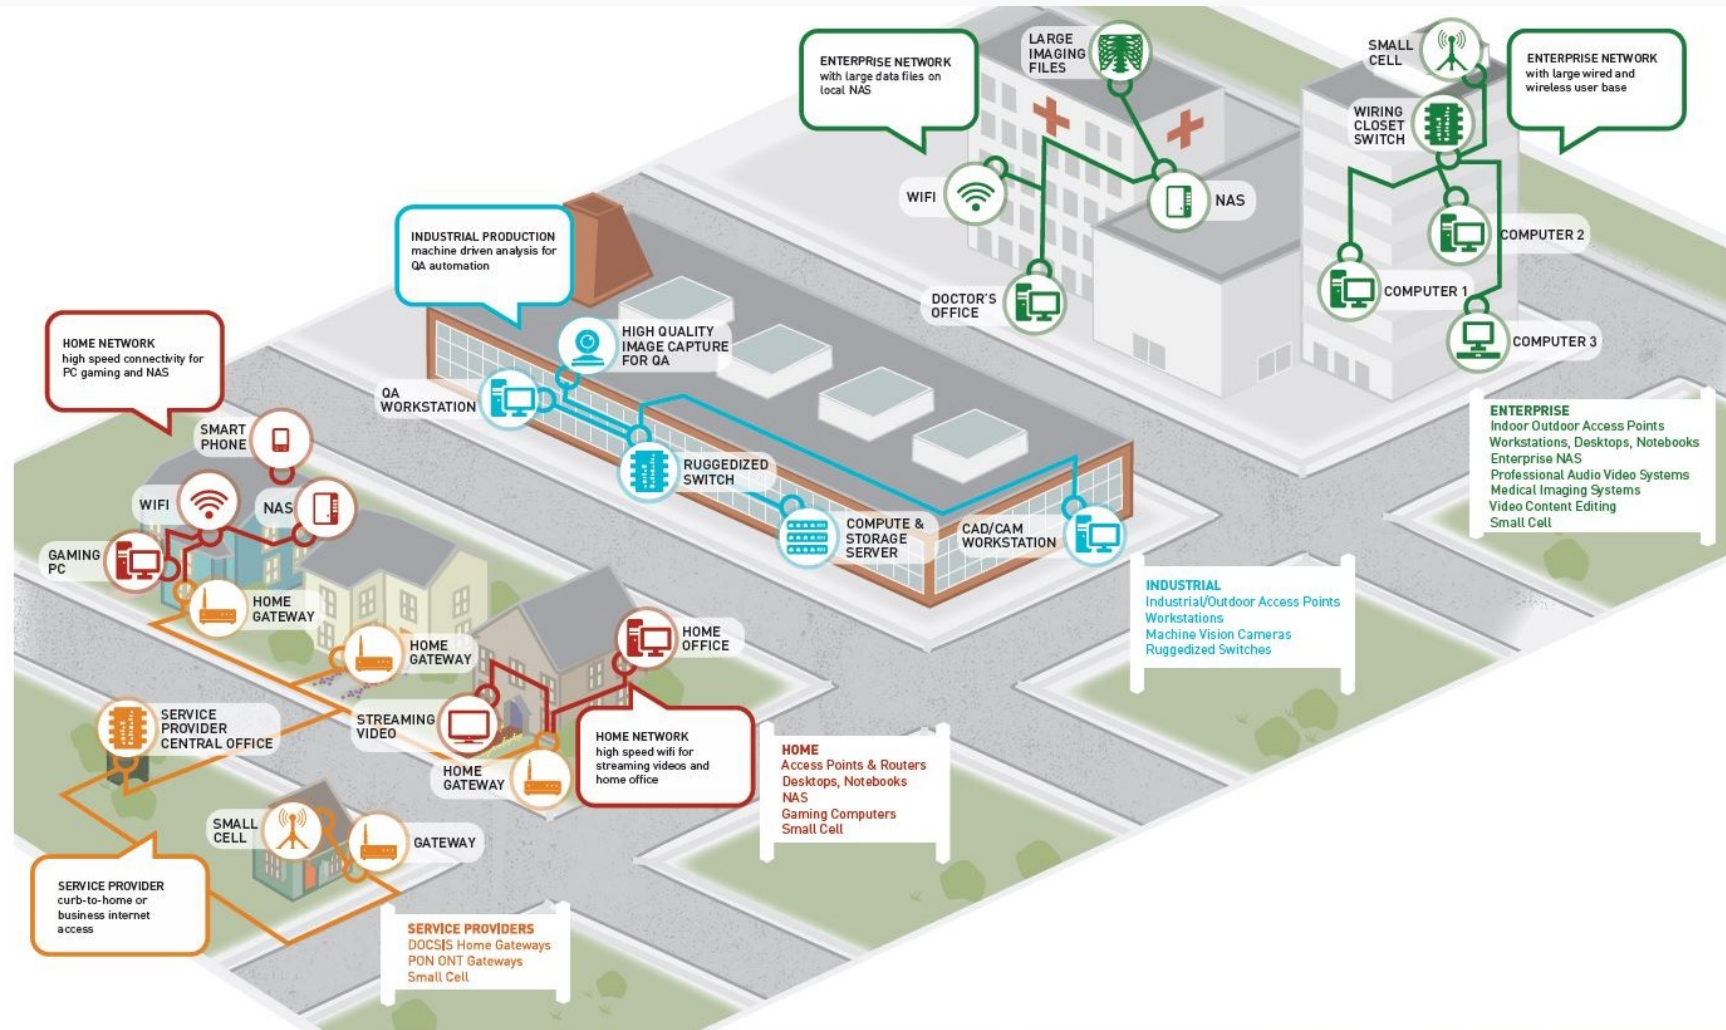 ENTERPRISE NETWORK
with large data files on
local NAS
LARGE
IMAGING
FILES
SMALL
CELL
ENTERPRISE NETWORK
with large wired and
wireless user base
WIRING
CLOSET
SWITCH
WIFI
NAS
COMPUTER 2
DOCTOR'S
OFFICE
COMPUTER 1
COMPUTER 3
INDUSTRIAL PRODUCTION
machine driven analysis for
QA automation
HIGH QUALITY
IMAGE CAPTURE
FOR QA
QA
WORKSTATION
RUGGEDIZED
SWITCH
COMPUTE &
STORAGE
SERVER
CAD/CAM
WORKSTATION
HOME NETWORK
high speed connectivity for
PC gaming and NAS
SMART
PHONE
WIFI
NAS
GAMING
PC
HOME
GATEWAY
HOME
GATEWAY
HOME
OFFICE
STREAMING
VIDEO
HOME
GATEWAY
HOME NETWORK
high speed wifi for
streaming videos and
home office
SERVICE
PROVIDER
CENTRAL OFFICE
SMALL
CELL
GATEWAY
SERVICE PROVIDER
curb-to-home or
business internet
access
ENTERPRISE
Indoor Outdoor Access Points
Workstations, Desktops, Notebooks
Enterprise NAS
Professional Audio Video Systems
Medical Imaging Systems
Video Content Editing
Small Cell
INDUSTRIAL
Industrial/Outdoor Access Points
Workstations
Machine Vision Cameras
Ruggedized Switches
HOME
Access Points & Routers
Desktops, Notebooks
NAS
Gaming Computers
Small Cell
SERVICE PROVIDERS
DOCSIS Home Gateways
PON ONT Gateways
Small Cell